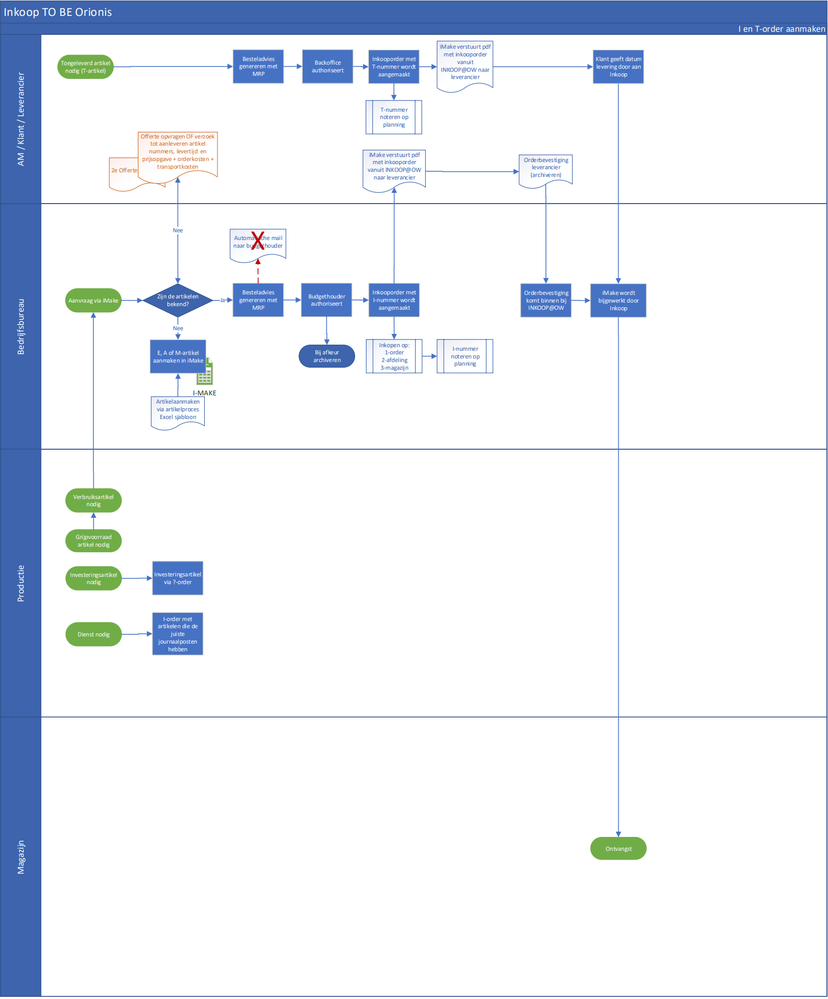 Inkoop TO BE Orionis
I en T-order aanmaken
AM / Klant / Leverancier
Toegeleverd artikel
nodig (T-artikel)
Besteladvies
genereren met
MRP
Backoffice
authoriseert
Inkooporder met
T-nummer wordt
aangemaakt
iMake verstuurt pdf
met inkooporder
vanuit
INKOOP@OW naar
leverancier
Klant geeft datum
levering door aan
Inkoop
T-nummer
noteren op
planning
Offerte opvragen OF verzoek
tot aanleveren artikel
nummers, levertijd en
prijsopgave + orderkosten +
transportkosten
2e Offerte
iMake verstuurt pdf
met inkooporder
vanuit INKOOP@OW
naar leverancier
Orderbevestiging
leverancier
(archiveren)
Bedrijfsbureau
Nee
Automatische mail
naar budgethouder
X
Aanvraag via iMake
Zijn de artikelen
bekend?
Ja
Besteladvies
genereren met
MRP
Budgethouder
authoriseert
Inkooporder met
I-nummer wordt
aangemaakt
Orderbevestiging
komt binnen bij
INKOOP@OW
iMake wordt
bijgewerkt door
Inkoop
Nee
E, A of M-artikel
aanmaken in iMake
I-MAKE
Bij afkeur
archiveren
Inkopen op:
1-order
2-afdeling
3-magazijn
I-nummer
noteren op
planning
Artikelaanmaken
via artikelproces
Excel sjabloon
Productie
Verbruiksartikel
nodig
Grijpvoorraad
artikel nodig
Investeringsartikel
nodig
Investeringsartikel
via ?-order
Dienst nodig
I-order met
artikelen die de
juiste
journaalposten
hebben
Magazijn
Ontvangst